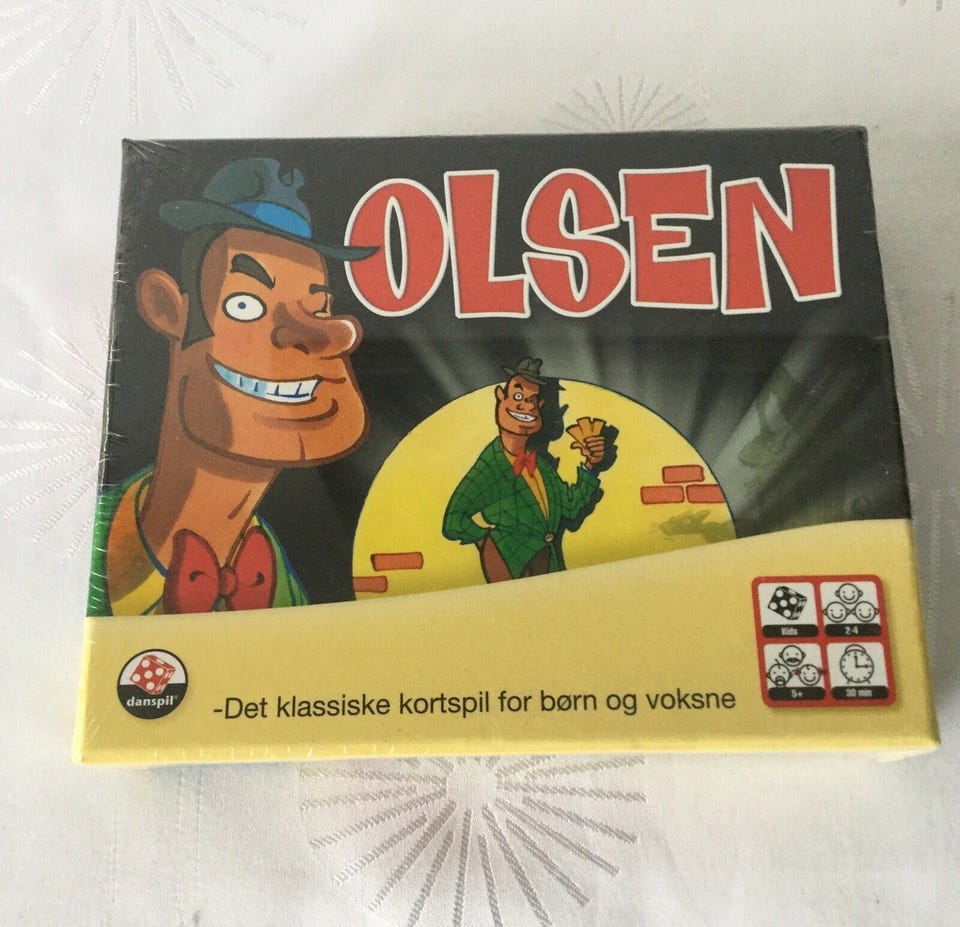 OLSEN
Kids
2-4
5+
30 min
danspil®
-Det klassiske kortspil for børn og voksne